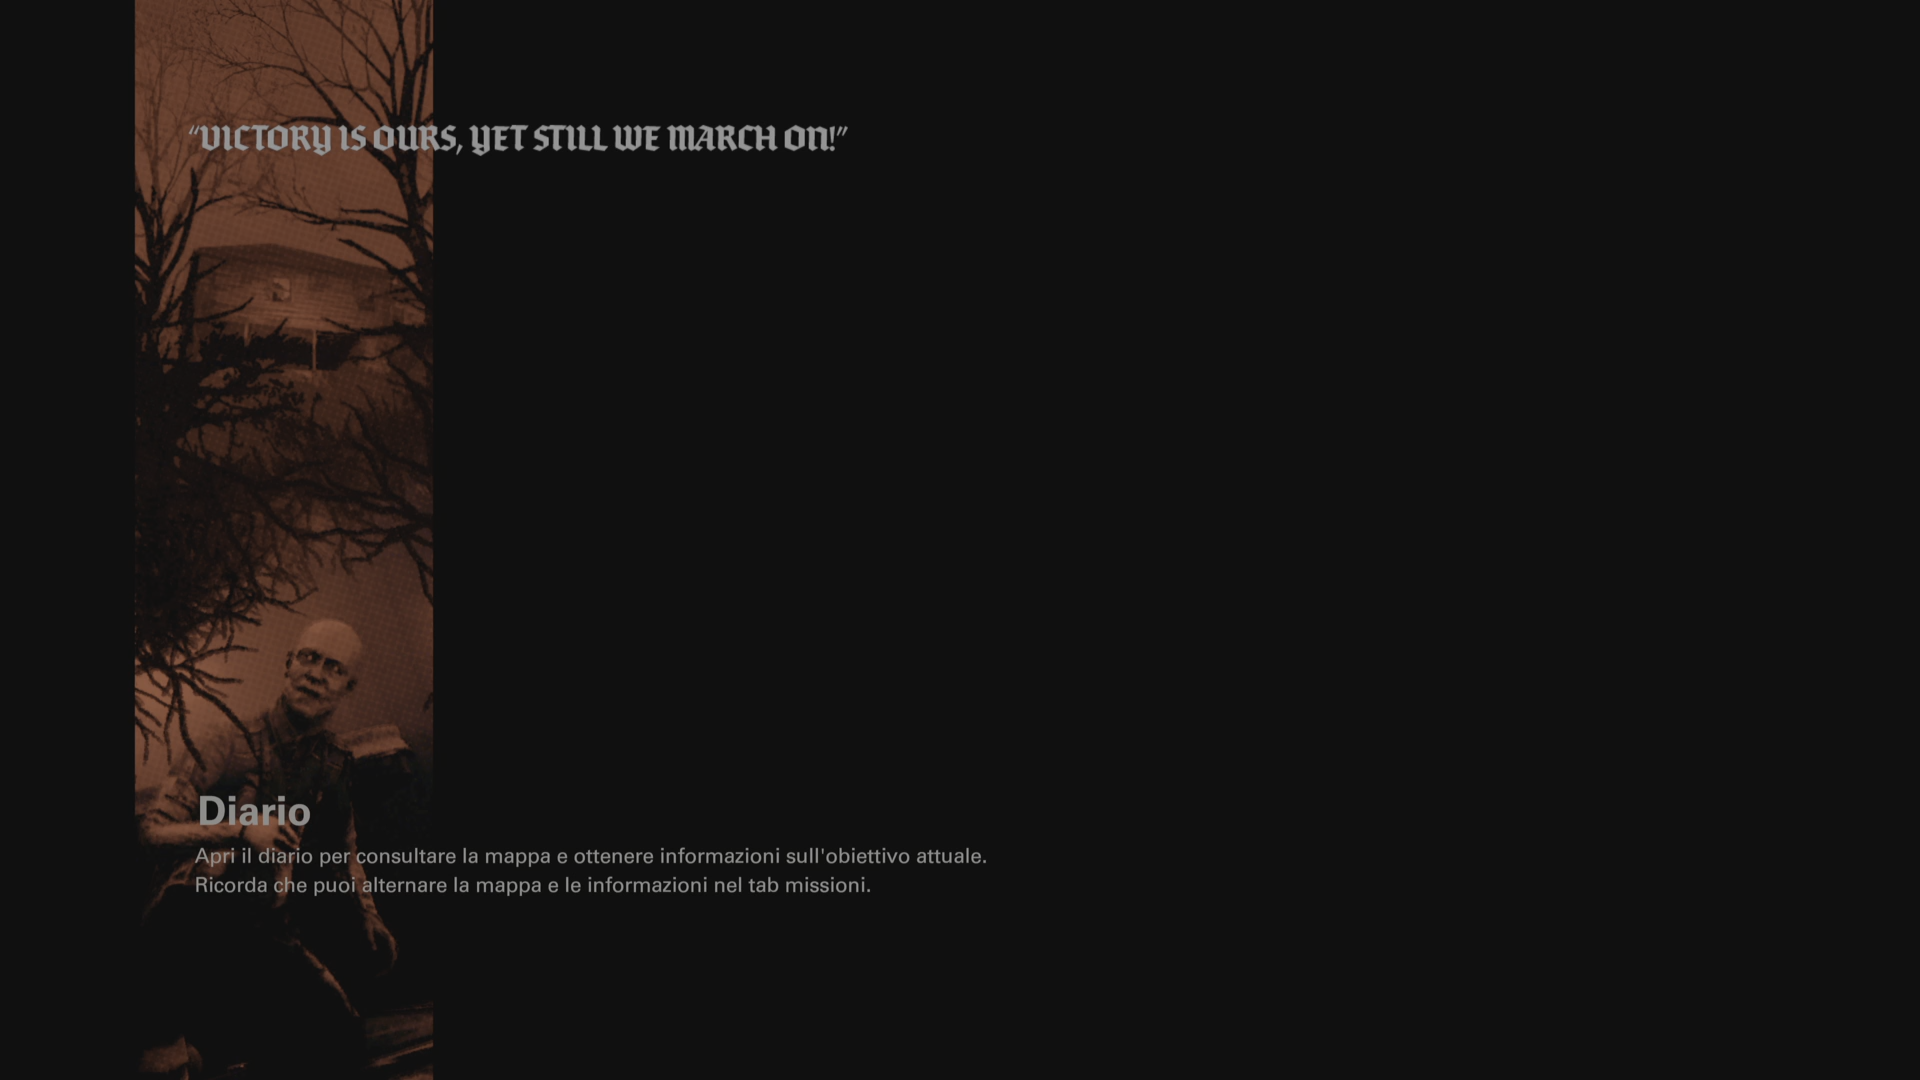 “VICTORY IS OURS, YET STILL WE MARCH ON!”
Diario
Apri il diario per consultare la mappa e ottenere informazioni sull'obiettivo attuale.
Ricorda che puoi alternare la mappa e le informazioni nel tab missioni.